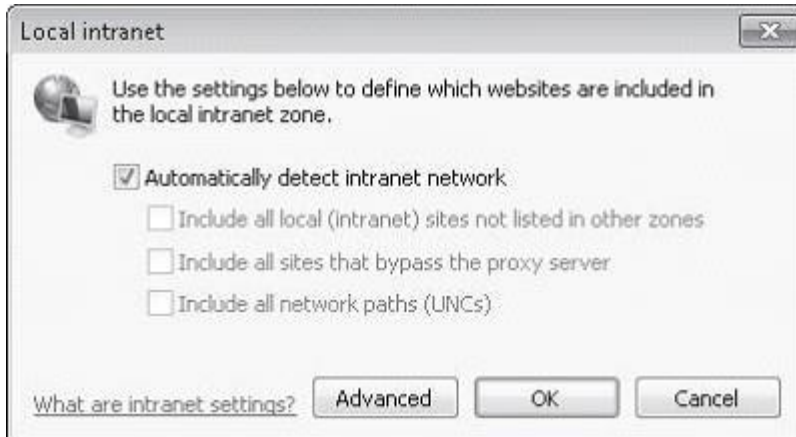 Local intranet
Use the settings below to define which websites are included in
the local intranet zone.
Automatically detect intranet network
Include all local (intranet) sites not listed in other zones
Include all sites that bypass the proxy server
Include all network paths (UNCs)
What are intranet settings? Advanced OK Cancel